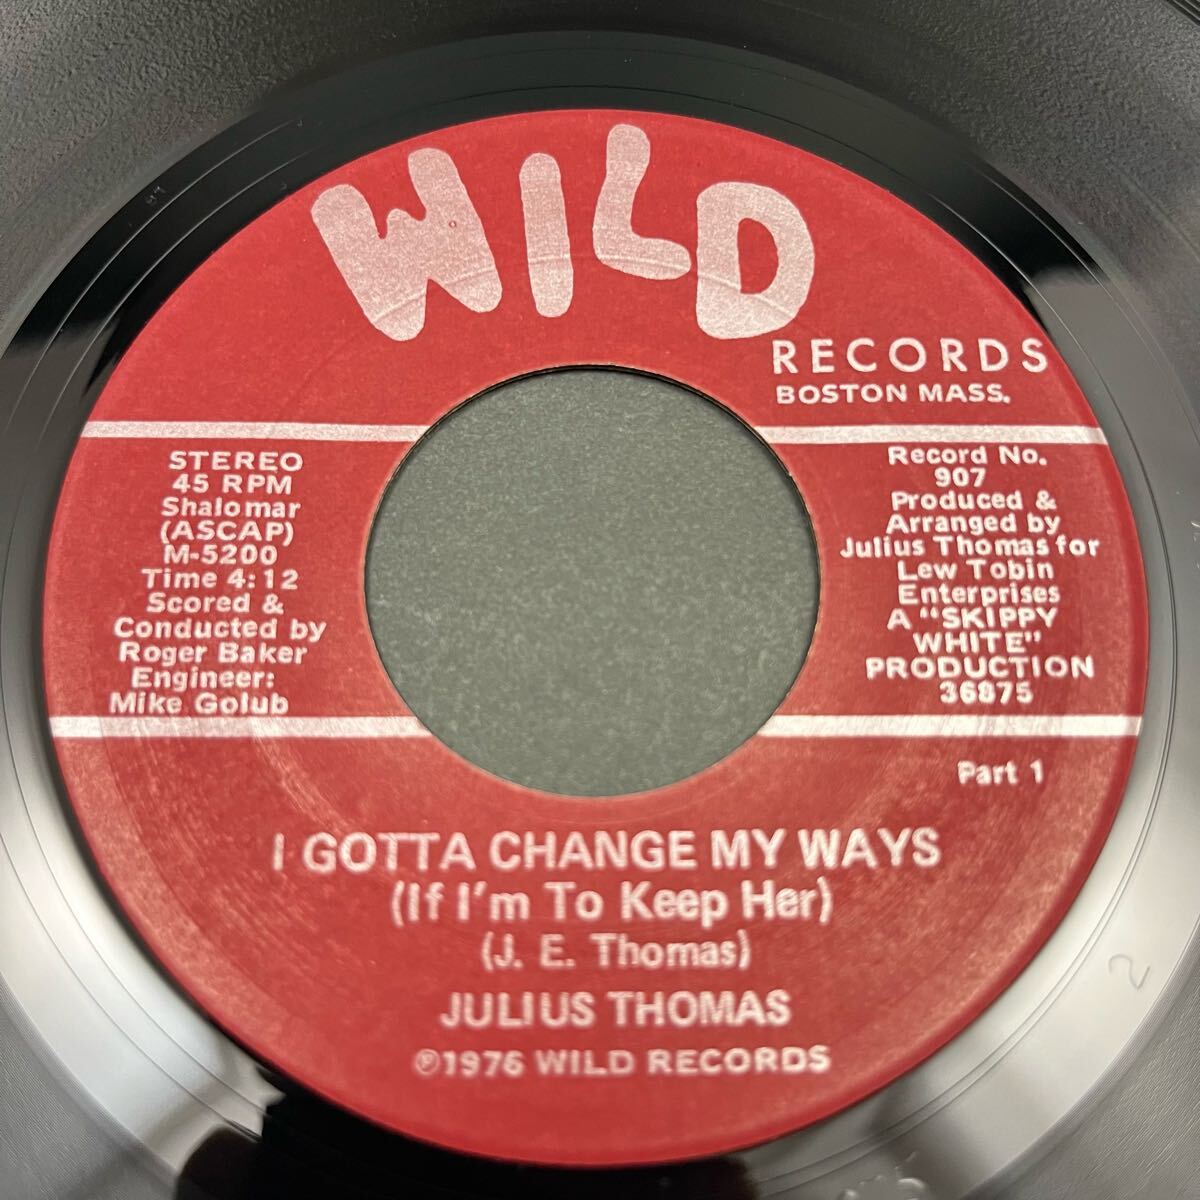 WILD
RECORDS
BOSTON MASS.
STEREO
45 RPM
Shalomar
(ASCAP)
M-5200
Time 4:12
Scored &
Conducted by
Roger Baker
Engineer:
Mike Golub
Record No.
907
Produced &
Arranged by
Julius Thomas for
Lew Tobin
Enterprises
A "SKIPPY
WHITE"
PRODUCTION
36875
Part 1
I GOTTA CHANGE MY WAYS
(If I'm To Keep Her)
(J. E. Thomas)
JULIUS THOMAS
℗1976 WILD RECORDS
2